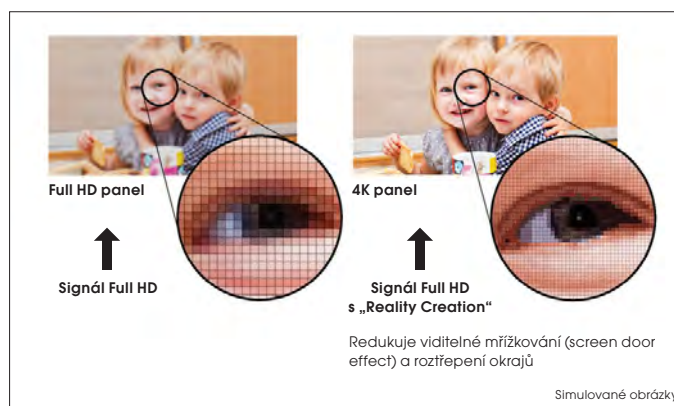 Full HD panel
Signál Full HD
4K panel
Signál Full HD
s „Reality Creation“
Redukuje viditelné mřížkování (screen door
effect) a roztřepení okrajů
Simulované obrázky